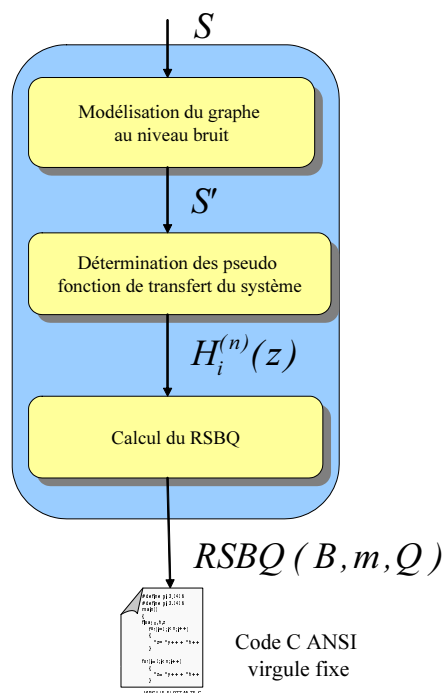 S
Modélisation du graphe
au niveau bruit
S'
Détermination des pseudo
fonction de transfert du système
H_i^{(n)}(z)
Calcul du RSBQ
RSBQ(B,m,Q)
Code C ANSI
virgule fixe